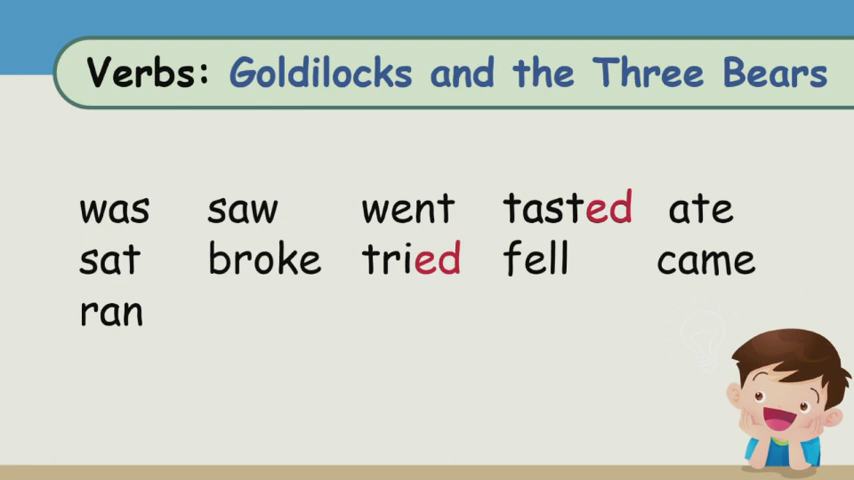 Verbs: Goldilocks and the Three Bears
was saw went tasted ate
sat broke tried fell came
ran